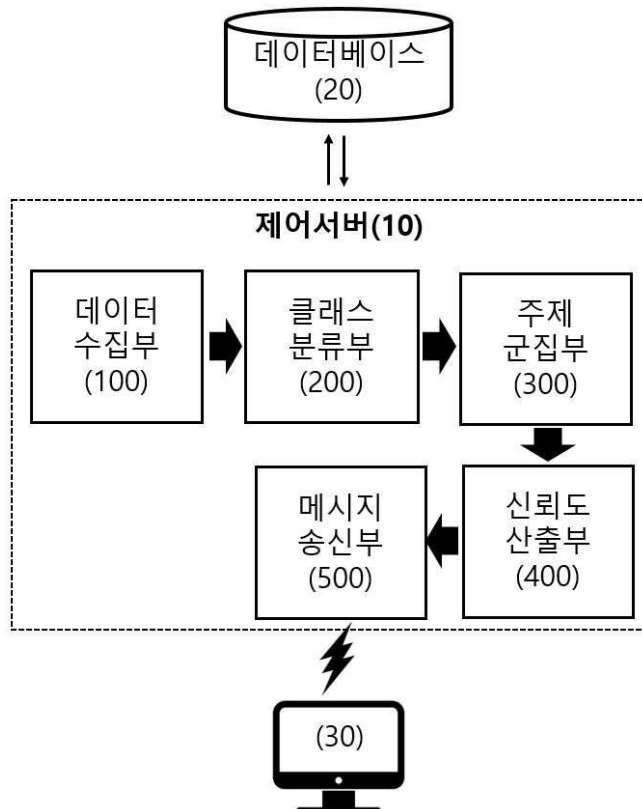 데이터베이스
(20)
제어서버(10)
데이터
수집부
(100)
클래스
분류부
(200)
주제
군집부
(300)
메시지
송신부
(500)
신뢰도
산출부
(400)
(30)